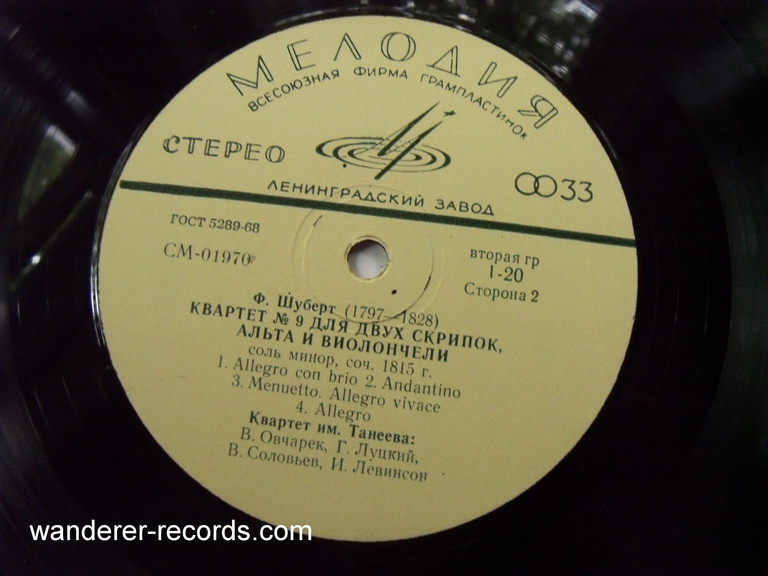 МЕЛОДИЯ
ВСЕСОЮЗНАЯ ФИРМА ГРАМПЛАСТИНОК
СТЕРЕО
33
ЛЕНИНГРАДСКИЙ ЗАВОД
ГОСТ 5289-68
СМ-01970
вторая гр
1-20
Сторона 2
Ф. Шуберт (1797—1828)
КВАРТЕТ № 9 ДЛЯ ДВУХ СКРИПОК,
АЛЬТА И ВИОЛОНЧЕЛИ
соль минор, соч. 1815 г.
1. Allegro con brio 2. Andantino
3. Menuetto. Allegro vivace
4. Allegro
Квартет им. Танеева:
В. Овчарек, Г. Луцкий,
В. Соловьев, И. Левинсон
wanderer-records.com